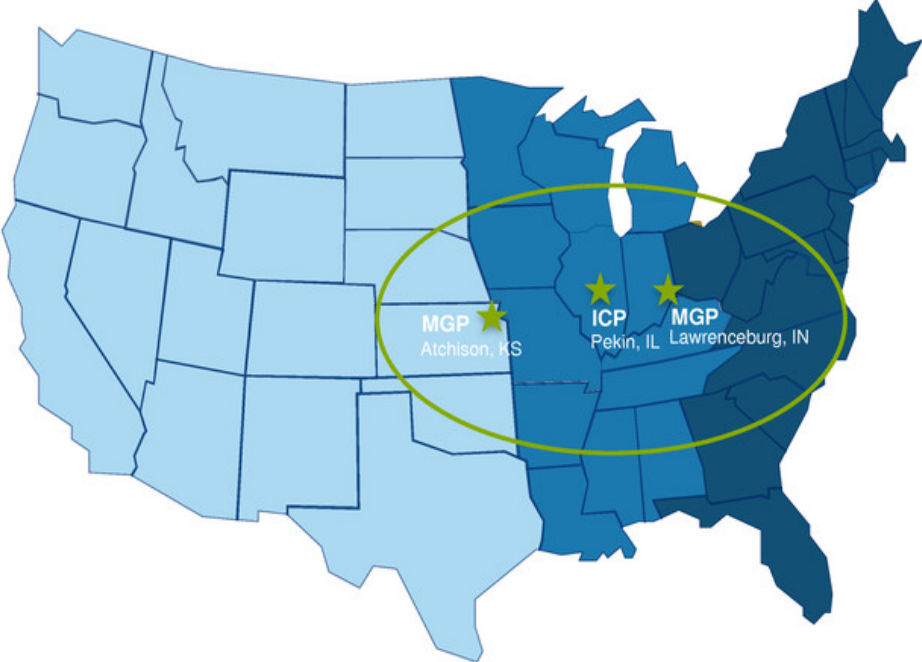 MGP
Atchison, KS
ICP
Pekin, IL
MGP
Lawrenceburg, IN